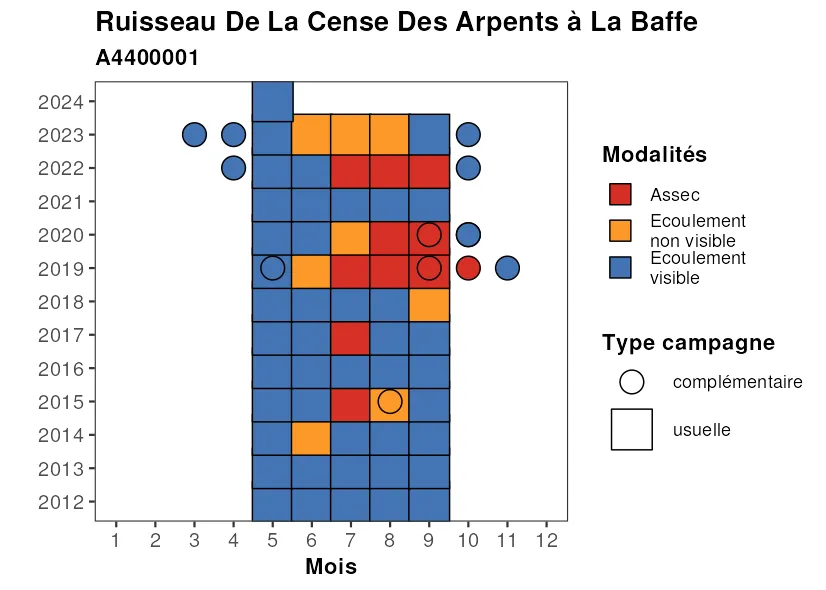 Ruisseau De La Cense Des Arpents à La Baffe
A4400001
2024
2023
2022
2021
2020
2019
2018
2017
2016
2015
2014
2013
2012
1 2 3 4 5 6 7 8 9 10 11 12
Mois
Modalités
Assec
Ecoulement
non visible
Ecoulement
visible
Type campagne
complémentaire
usuelle